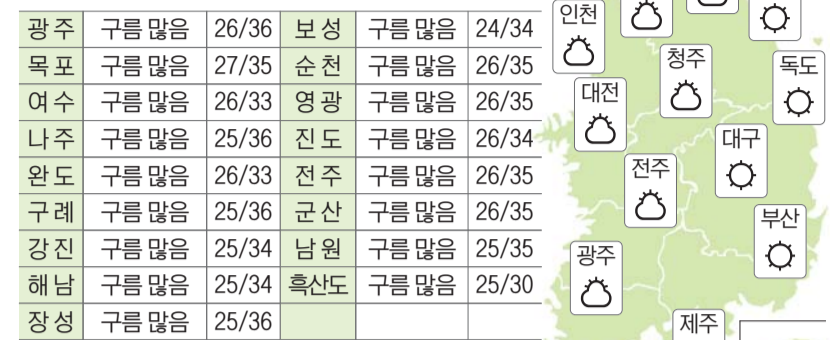 광주 구름 많음 26/36 보성 구름 많음 24/34
목포 구름 많음 27/35 순천 구름 많음 26/35
여수 구름 많음 26/33 영광 구름 많음 26/35
나주 구름 많음 25/36 진도 구름 많음 26/34
완도 구름 많음 26/33 전주 구름 많음 26/35
구례 구름 많음 25/36 군산 구름 많음 26/35
강진 구름 많음 25/34 남원 구름 많음 25/35
해남 구름 많음 25/34 흑산도 구름 많음 25/30
장성 구름 많음 25/36
인천
청주
독도
대전
대구
전주
부산
광주
제주